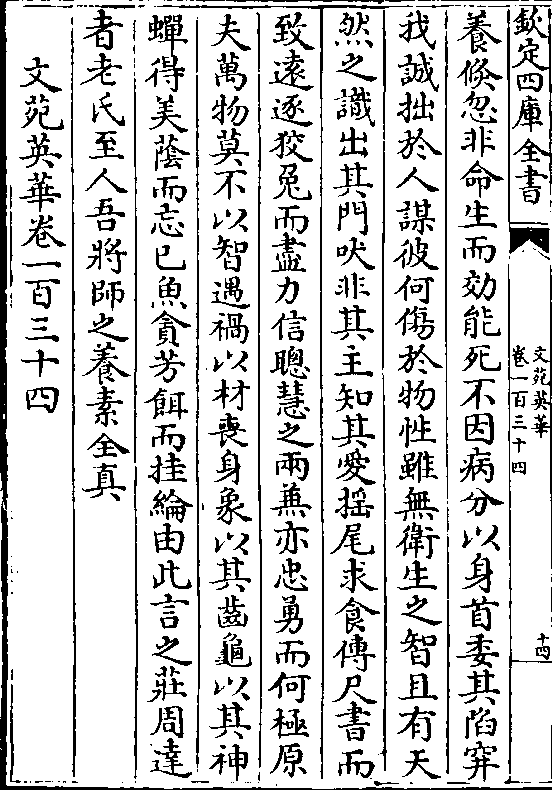 欽定四庫全書
文苑英華
卷一百三十四
十四
養倐忽非命生而効能死不因病分以身首委其陷穽
我誠拙於人謀彼何傷於物性雖無衛生之智且有天
然之識出其門吠非其主知其愛揺尾求食傳尺書而
致遠逐狡兔而盡力信聰慧之兩兼亦忠勇而何極原
夫萬物莫不以智遇禍以材喪身象以其齒龜以其神
蟬得美蔭而忘已魚貪芳餌而挂綸由此言之莊周達
者老氏至人吾將師之養素全真
文苑英華卷一百三十四